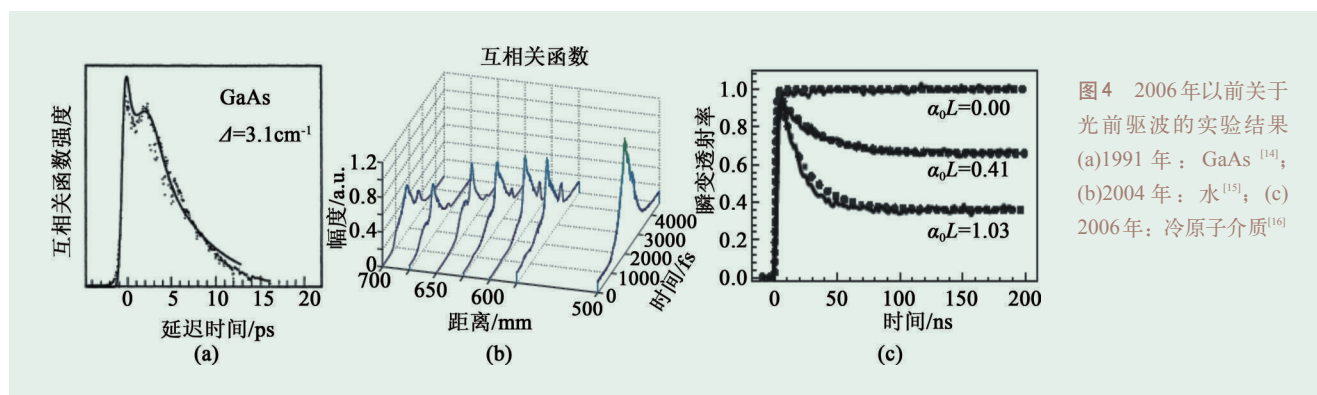 互相关函数强度
GaAs
Δ=3.1cm⁻¹
0 5 10 15 20
延迟时间/ps
(a)
互相关函数
幅度/a.u.
1.2
0.8
0.4
0
700 650 600 500
距离/mm
0 1000 2000 3000 4000
时间/fs
(b)
瞬变透射率
1.0
0.8
0.6
0.4
0.2
0.0
α₀L=0.00
α₀L=0.41
α₀L=1.03
0 50 100 150 200
时间/ns
(c)
图4 2006年以前关于
光前驱波的实验结果
(a)1991 年：GaAs [14]；
(b)2004 年：水[15]；(c)
2006年：冷原子介质[16]